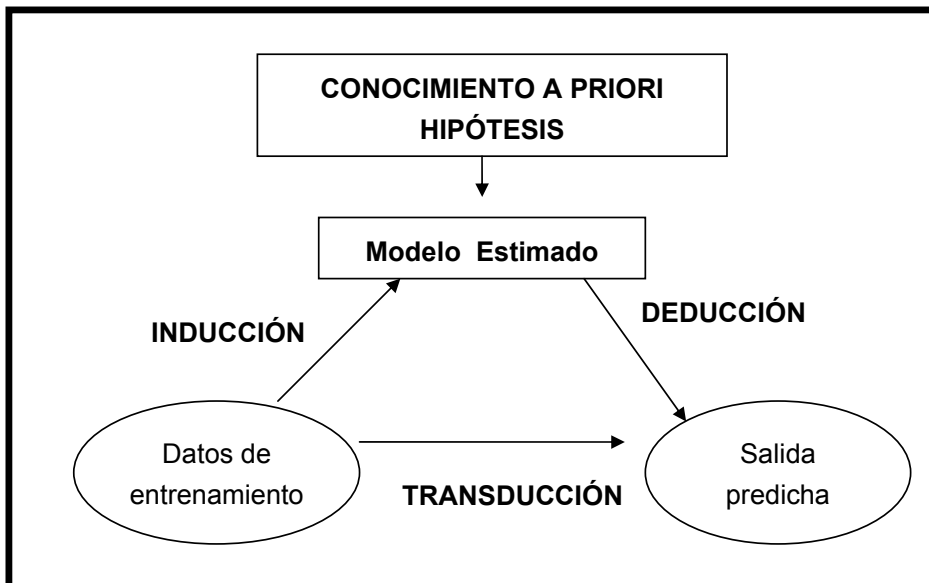 CONOCIMIENTO A PRIORI
HIPÓTESIS
Modelo Estimado
INDUCCIÓN
DEDUCCIÓN
Datos de
entrenamiento
Salida
predicha
TRANSDUCCIÓN